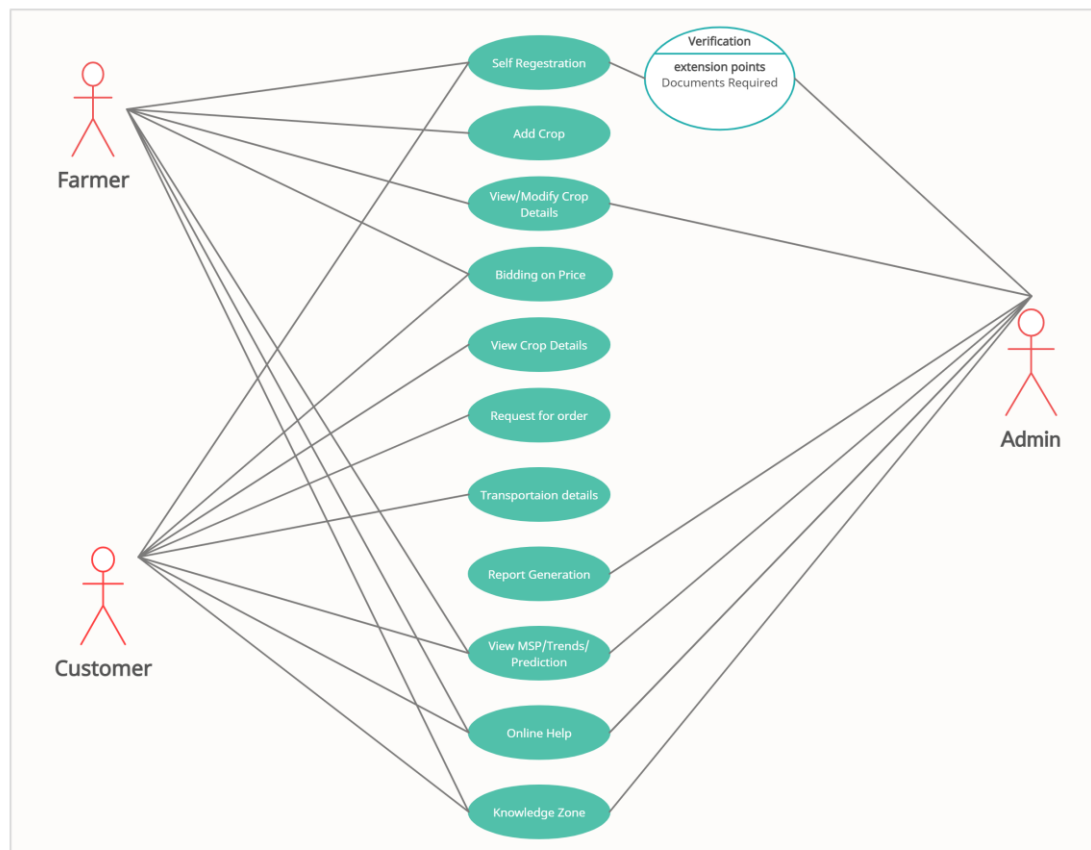 Verification
extension points
Documents Required
Self Regestration
Add Crop
Farmer
View/Modify Crop
Details
Bidding on Price
View Crop Details
Request for order
Admin
Transportaion details
Report Generation
Customer
View MSP/Trends/
Prediction
Online Help
Knowledge Zone